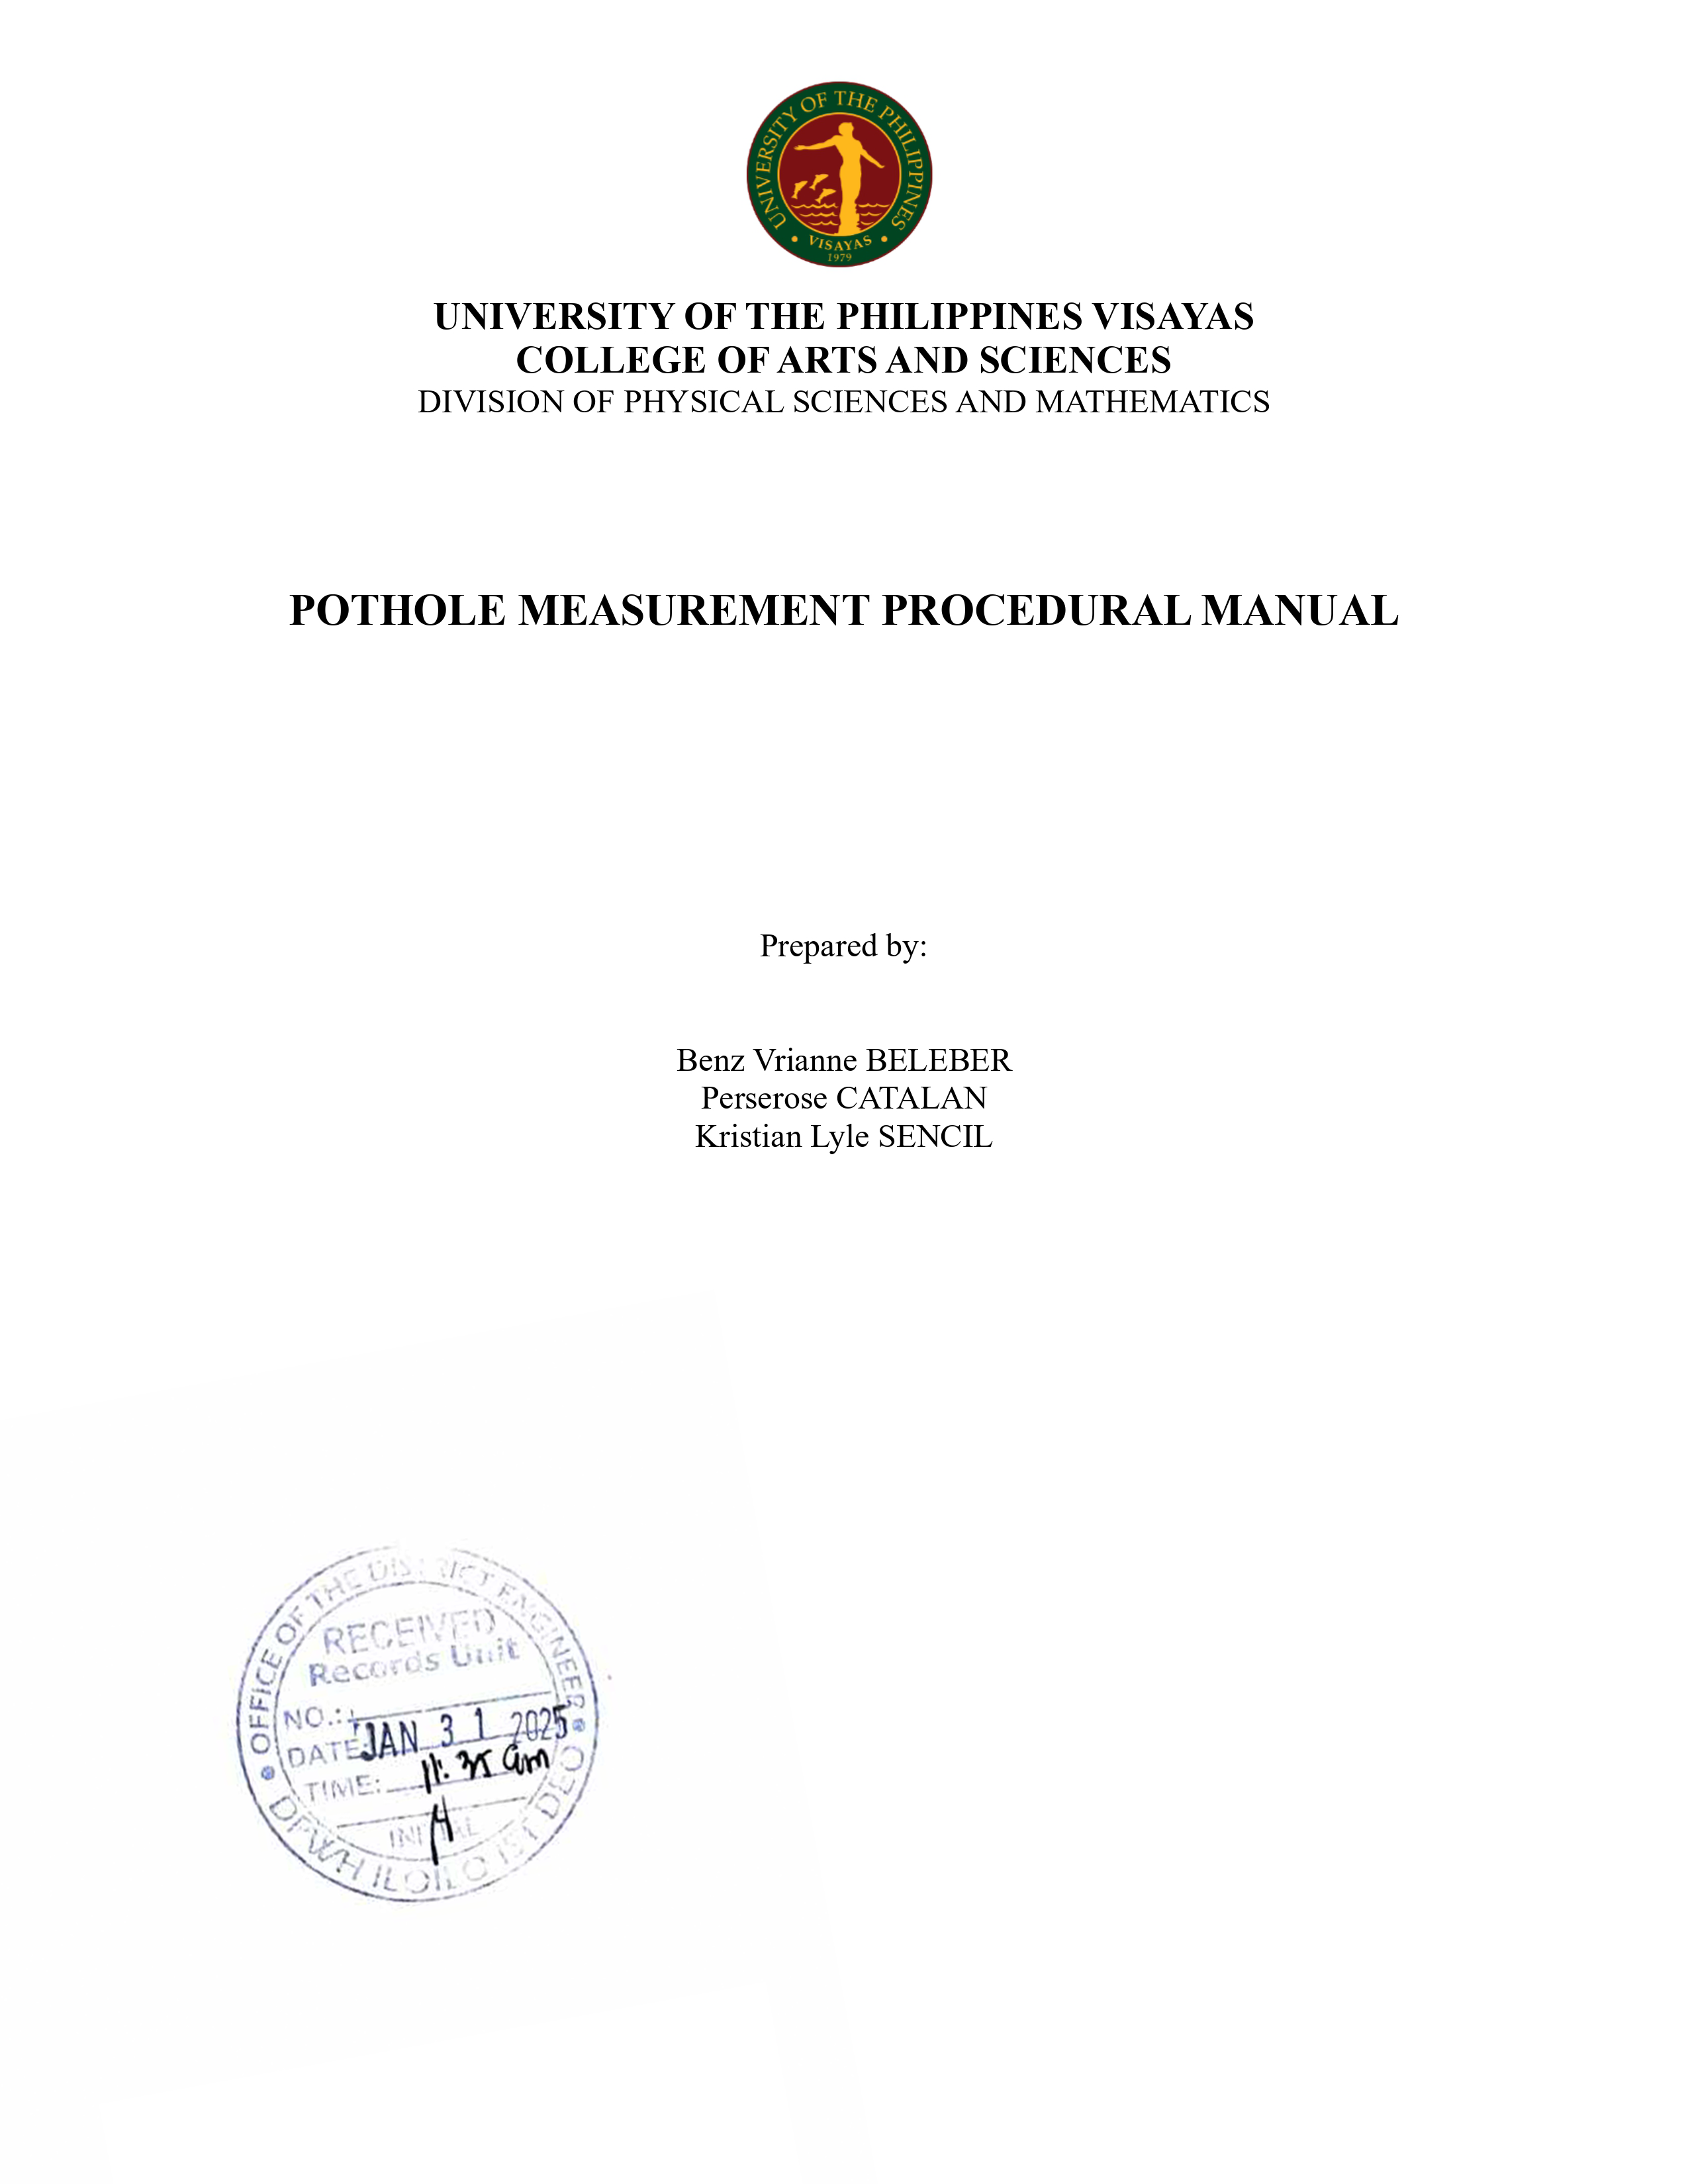 UNIVERSITY OF THE PHILIPPINES
VISAYAS
1979
UNIVERSITY OF THE PHILIPPINES VISAYAS
COLLEGE OF ARTS AND SCIENCES
DIVISION OF PHYSICAL SCIENCES AND MATHEMATICS
POTHOLE MEASUREMENT PROCEDURAL MANUAL
Prepared by:
Benz Vrianne BELEBER
Perserose CATALAN
Kristian Lyle SENCIL
OFFICE OF THE DISTRICT ENGINEER
RECEIVED
Records Unit
NO.:
DATE: JAN 31 2025
TIME: 11:35 am
INITIAL
DPWH ILOILO 1ST DEO